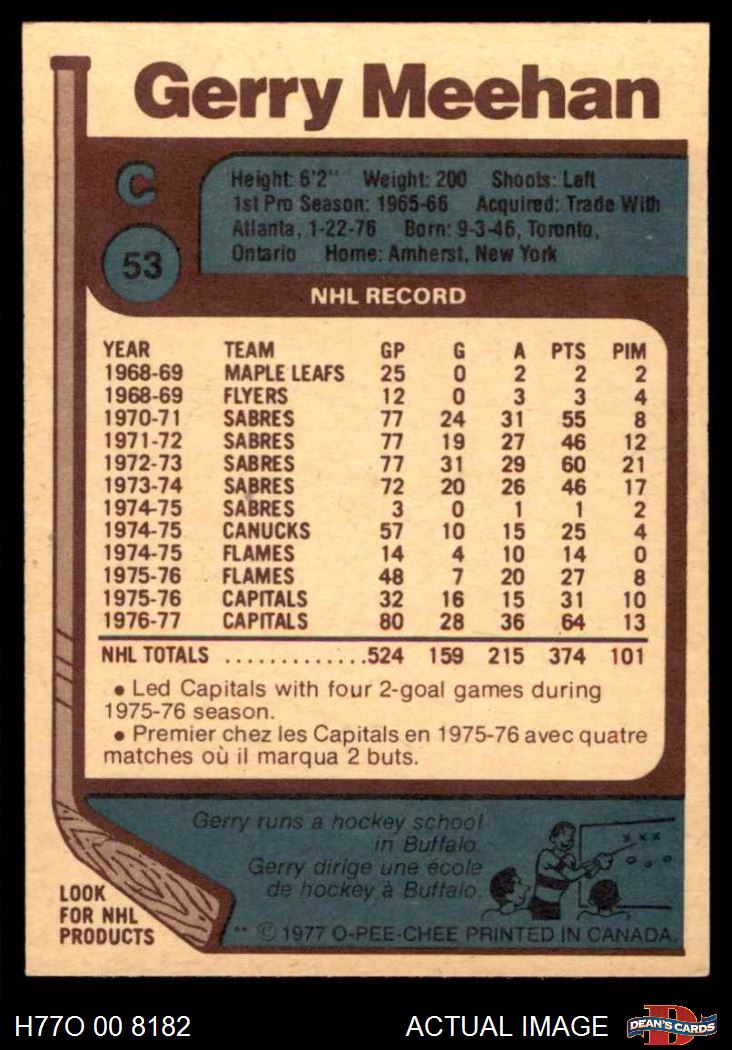 Gerry Meehan
C
53
Height: 6'2" Weight: 200 Shoots: Left
1st Pro Season: 1965-66 Acquired: Trade With
Atlanta, 1-22-76 Born: 9-3-46, Toronto,
Ontario Home: Amherst, New York
NHL RECORD
YEAR TEAM GP G A PTS PIM
1968-69 MAPLE LEAFS 25 0 2 2 2
1968-69 FLYERS 12 0 3 3 4
1970-71 SABRES 77 24 31 55 8
1971-72 SABRES 77 19 27 46 12
1972-73 SABRES 77 31 29 60 21
1973-74 SABRES 72 20 26 46 17
1974-75 SABRES 3 0 1 1 2
1974-75 CANUCKS 57 10 15 25 4
1974-75 FLAMES 14 4 10 14 0
1975-76 FLAMES 48 7 20 27 8
1975-76 CAPITALS 32 16 15 31 10
1976-77 CAPITALS 80 28 36 64 13
NHL TOTALS .............524 159 215 374 101
• Led Capitals with four 2-goal games during
1975-76 season.
• Premier chez les Capitals en 1975-76 avec quatre
matches où il marqua 2 buts.
Gerry runs a hockey school
in Buffalo.
Gerry dirige une école
de hockey à Buffalo.
LOOK
FOR NHL
PRODUCTS
** © 1977 O-PEE-CHEE PRINTED IN CANADA.
H77O 00 8182 ACTUAL IMAGE DEAN'S CARDS